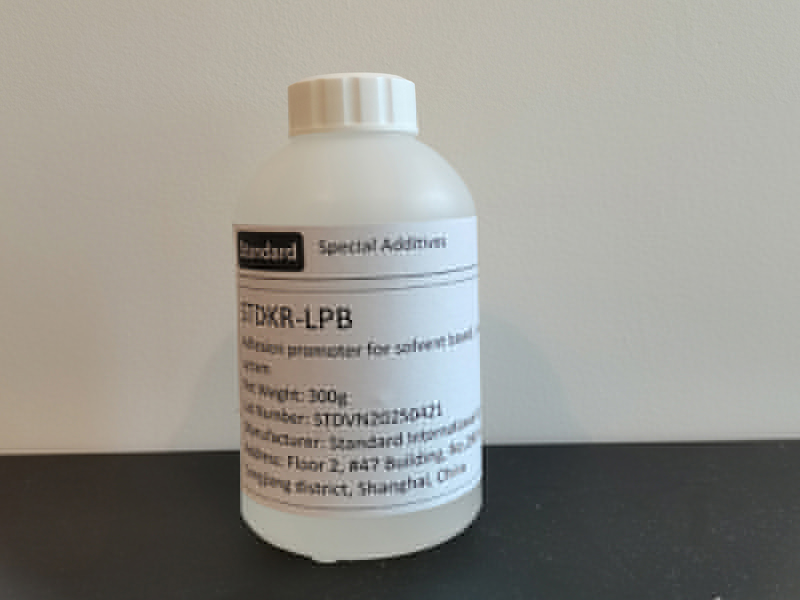 Standard Special Additives
STDKR-LPB
Adhesion promoter for solvent based
system
Net Weight: 300g
Lot Number: STDVN20250421
Manufacturer: Standard International
Address: Floor 2, #47 Building, No.
district, Shanghai, China